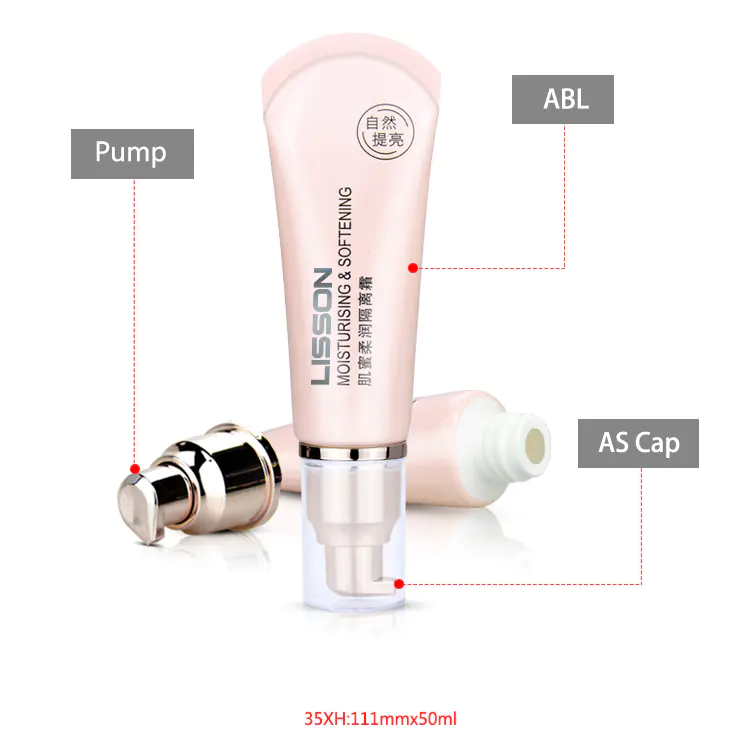 ABL
Pump
自然
提亮
LISSON
MOISTURISING & SOFTENING
肌蜜柔润隔离霜
AS Cap
35XH:111mmx50ml